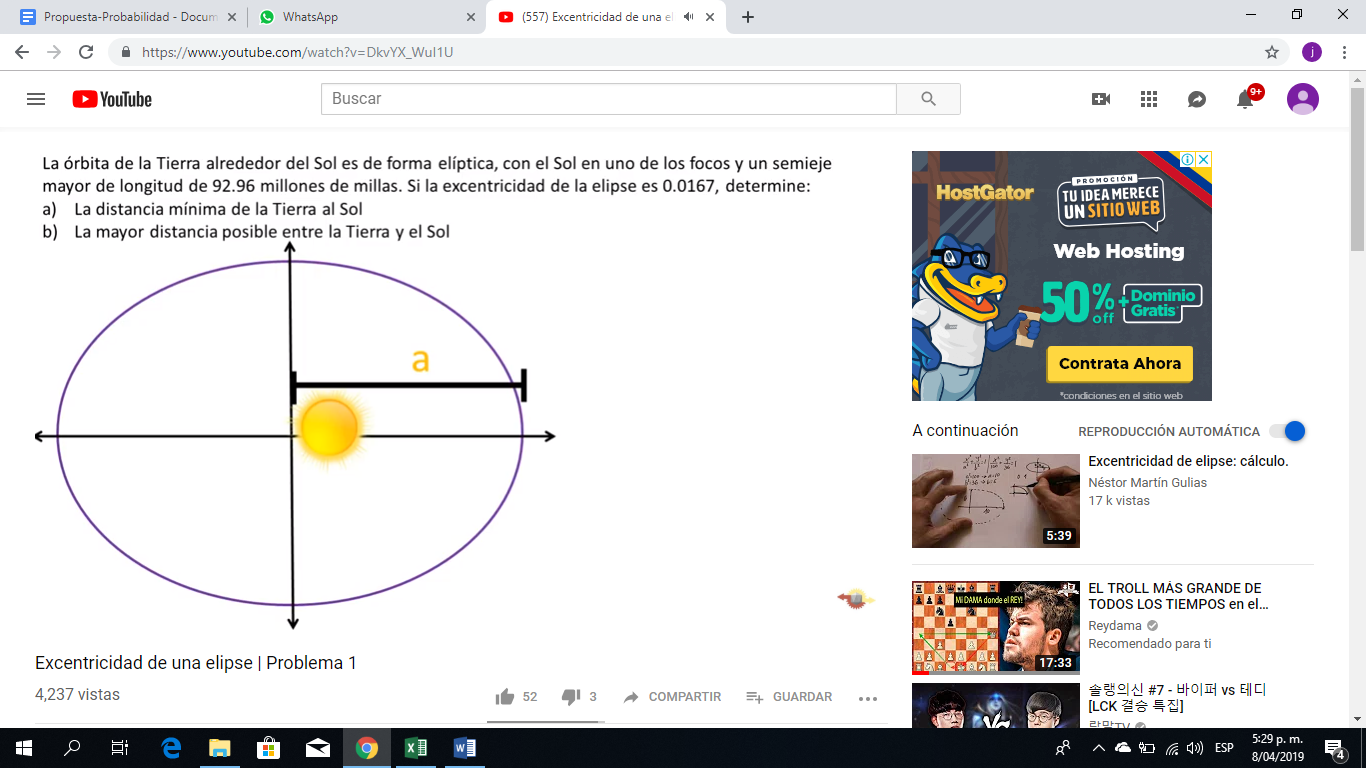 Propuesta-Probabilidad - Docum
WhatsApp
(557) Excentricidad de una el
https://www.youtube.com/watch?v=DkvYX_WuI1U
j
YouTube
Buscar
9+
La órbita de la Tierra alrededor del Sol es de forma elíptica, con el Sol en uno de los focos y un semieje
mayor de longitud de 92.96 millones de millas. Si la excentricidad de la elipse es 0.0167, determine:
a) La distancia mínima de la Tierra al Sol
b) La mayor distancia posible entre la Tierra y el Sol
a
HostGator
PROMOCIÓN
TU IDEA MERECE
UN SITIO WEB
Web Hosting
50% off
+ Dominio
Gratis
Contrata Ahora
*condiciones en el sitio web
A continuación
REPRODUCCIÓN AUTOMÁTICA
Excentricidad de elipse: cálculo.
Néstor Martín Gulias
17 k vistas
5:39
Mi DAMA donde el REY!
EL TROLL MÁS GRANDE DE
TODOS LOS TIEMPOS en el...
Reydama
Recomendado para ti
17:33
솔랭의신 #7 - 바이퍼 vs 테디
[LCK 결승 특집]
Excentricidad de una elipse | Problema 1
4,237 vistas
52
3
COMPARTIR
GUARDAR
ESP
5:29 p. m.
8/04/2019
4